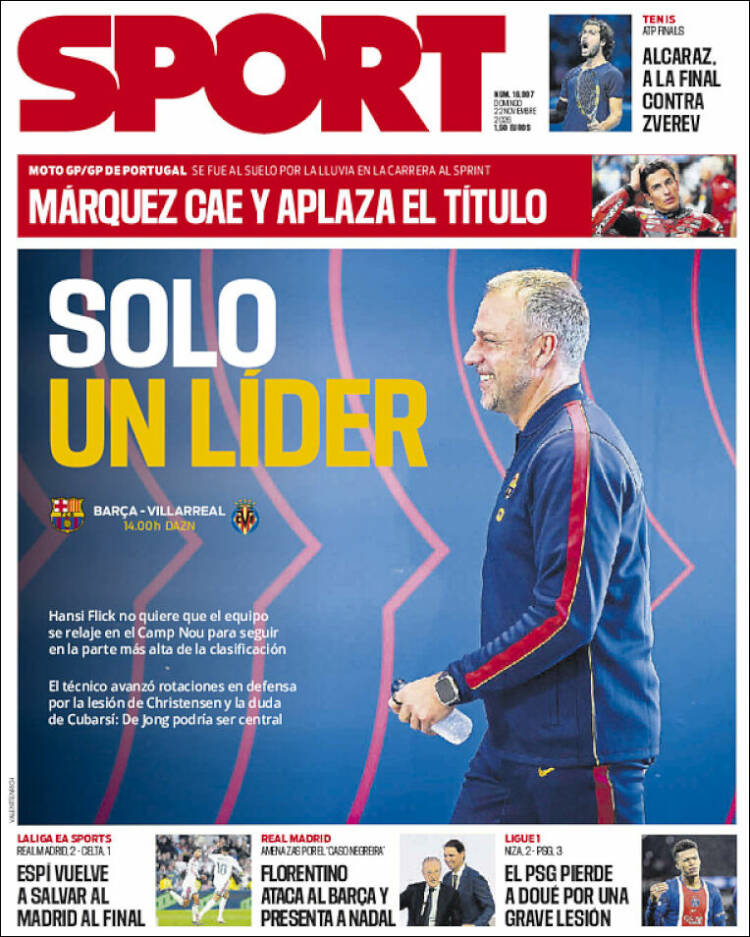 SPORT
NÚM. 16.907
DOMINGO
22 NOVIEMBRE
2026
1,50 EUROS
TENIS
ATP FINALS
ALCARAZ,
A LA FINAL
CONTRA
ZVEREV
MOTO GP/GP DE PORTUGAL SE FUE AL SUELO POR LA LLUVIA EN LA CARRERA AL SPRINT
MÁRQUEZ CAE Y APLAZA EL TÍTULO
SOLO
UN LÍDER
BARÇA - VILLARREAL
14.00h DAZN
Hansi Flick no quiere que el equipo
se relaje en el Camp Nou para seguir
en la parte más alta de la clasificación
El técnico avanzó rotaciones en defensa
por la lesión de Christensen y la duda
de Cubarsí: De Jong podría ser central
VALENTÍ ENRICH
LALIGA EA SPORTS
REAL MADRID, 2 - CELTA, 1
ESPÍ VUELVE
A SALVAR AL
MADRID AL FINAL
REAL MADRID
AMENAZAS POR EL 'CASO NEGREIRA'
FLORENTINO
ATACA AL BARÇA Y
PRESENTA A NADAL
LIGUE 1
NIZA, 2 - PSG, 3
EL PSG PIERDE
A DOUÉ POR UNA
GRAVE LESIÓN